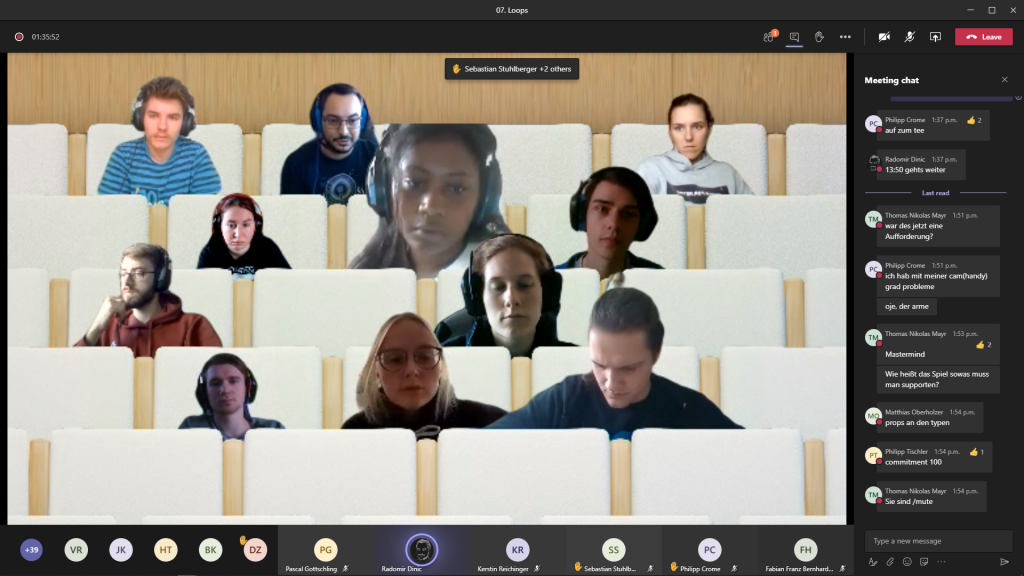 07. Loops
01:35:52
3
Leave
Sebastian Stuhlberger +2 others
Meeting chat
PC
Philipp Crome 1:37 p.m. 2
auf zum tee
Radomir Dinic 1:37 p.m.
13:50 gehts weiter
Last read
TM
Thomas Nikolas Mayr 1:51 p.m.
war des jetzt eine
Aufforderung?
PC
Philipp Crome 1:51 p.m.
ich hab mit meiner cam(handy)
grad probleme
oje, der arme
TM
Thomas Nikolas Mayr 1:53 p.m.
2
Mastermind
Wie heißt das Spiel sowas muss
man supporten?
MO
Matthias Oberholzer 1:54 p.m.
props an den typen
PT
Philipp Tischler 1:54 p.m. 1
commitment 100
TM
Thomas Nikolas Mayr 1:54 p.m.
Sie sind /mute
Type a new message
+39
VR
JK
HT
BK
DZ
PG
Pascal Gottschling
Radomir Dinic
KR
Kerstin Reichinger
SS
Sebastian Stuhlb...
PC
Philipp Crome
FH
Fabian Franz Bernhard...